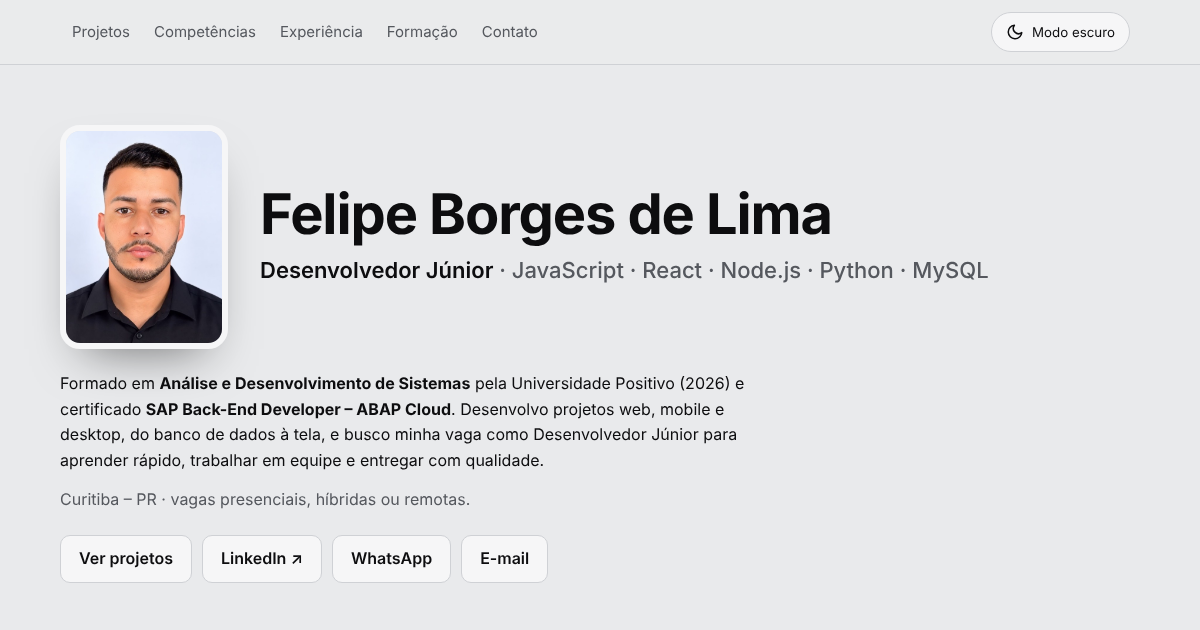 Projetos Competências Experiência Formação Contato Modo escuro
Felipe Borges de Lima
Desenvolvedor Júnior · JavaScript · React · Node.js · Python · MySQL
Formado em Análise e Desenvolvimento de Sistemas pela Universidade Positivo (2026) e
certificado SAP Back-End Developer – ABAP Cloud. Desenvolvo projetos web, mobile e
desktop, do banco de dados à tela, e busco minha vaga como Desenvolvedor Júnior para
aprender rápido, trabalhar em equipe e entregar com qualidade.
Curitiba – PR · vagas presenciais, híbridas ou remotas.
Ver projetos LinkedIn ↗ WhatsApp E-mail